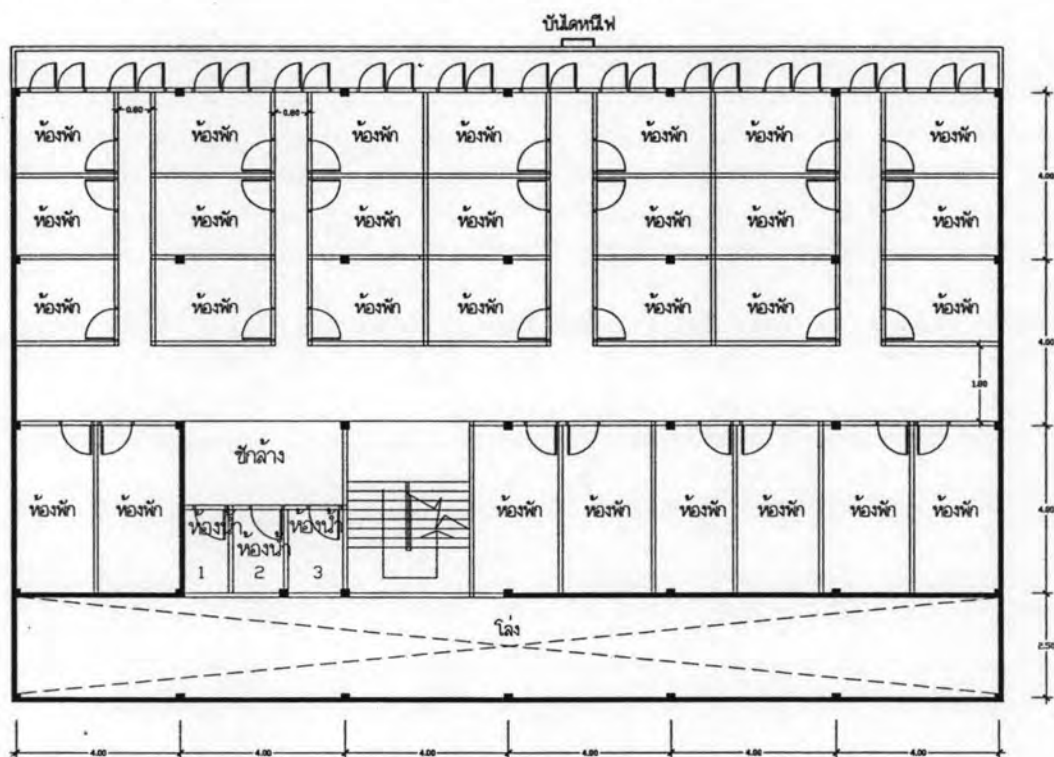 บันไดหนีไฟ
0.80 0.80
ห้องพัก ห้องพัก ห้องพัก ห้องพัก ห้องพัก ห้องพัก ห้องพัก
4.00
ห้องพัก ห้องพัก ห้องพัก ห้องพัก ห้องพัก ห้องพัก ห้องพัก
ห้องพัก ห้องพัก ห้องพัก ห้องพัก ห้องพัก ห้องพัก ห้องพัก
4.00
1.80
ซักล้าง
ห้องพัก ห้องพัก ห้องพัก ห้องพัก ห้องพัก ห้องพัก ห้องพัก ห้องพัก
4.00
ห้องน้ำ ห้องน้ำ ห้องน้ำ
1 2 3
โล่ง
2.50
4.00 4.00 4.00 4.00 4.00 4.00